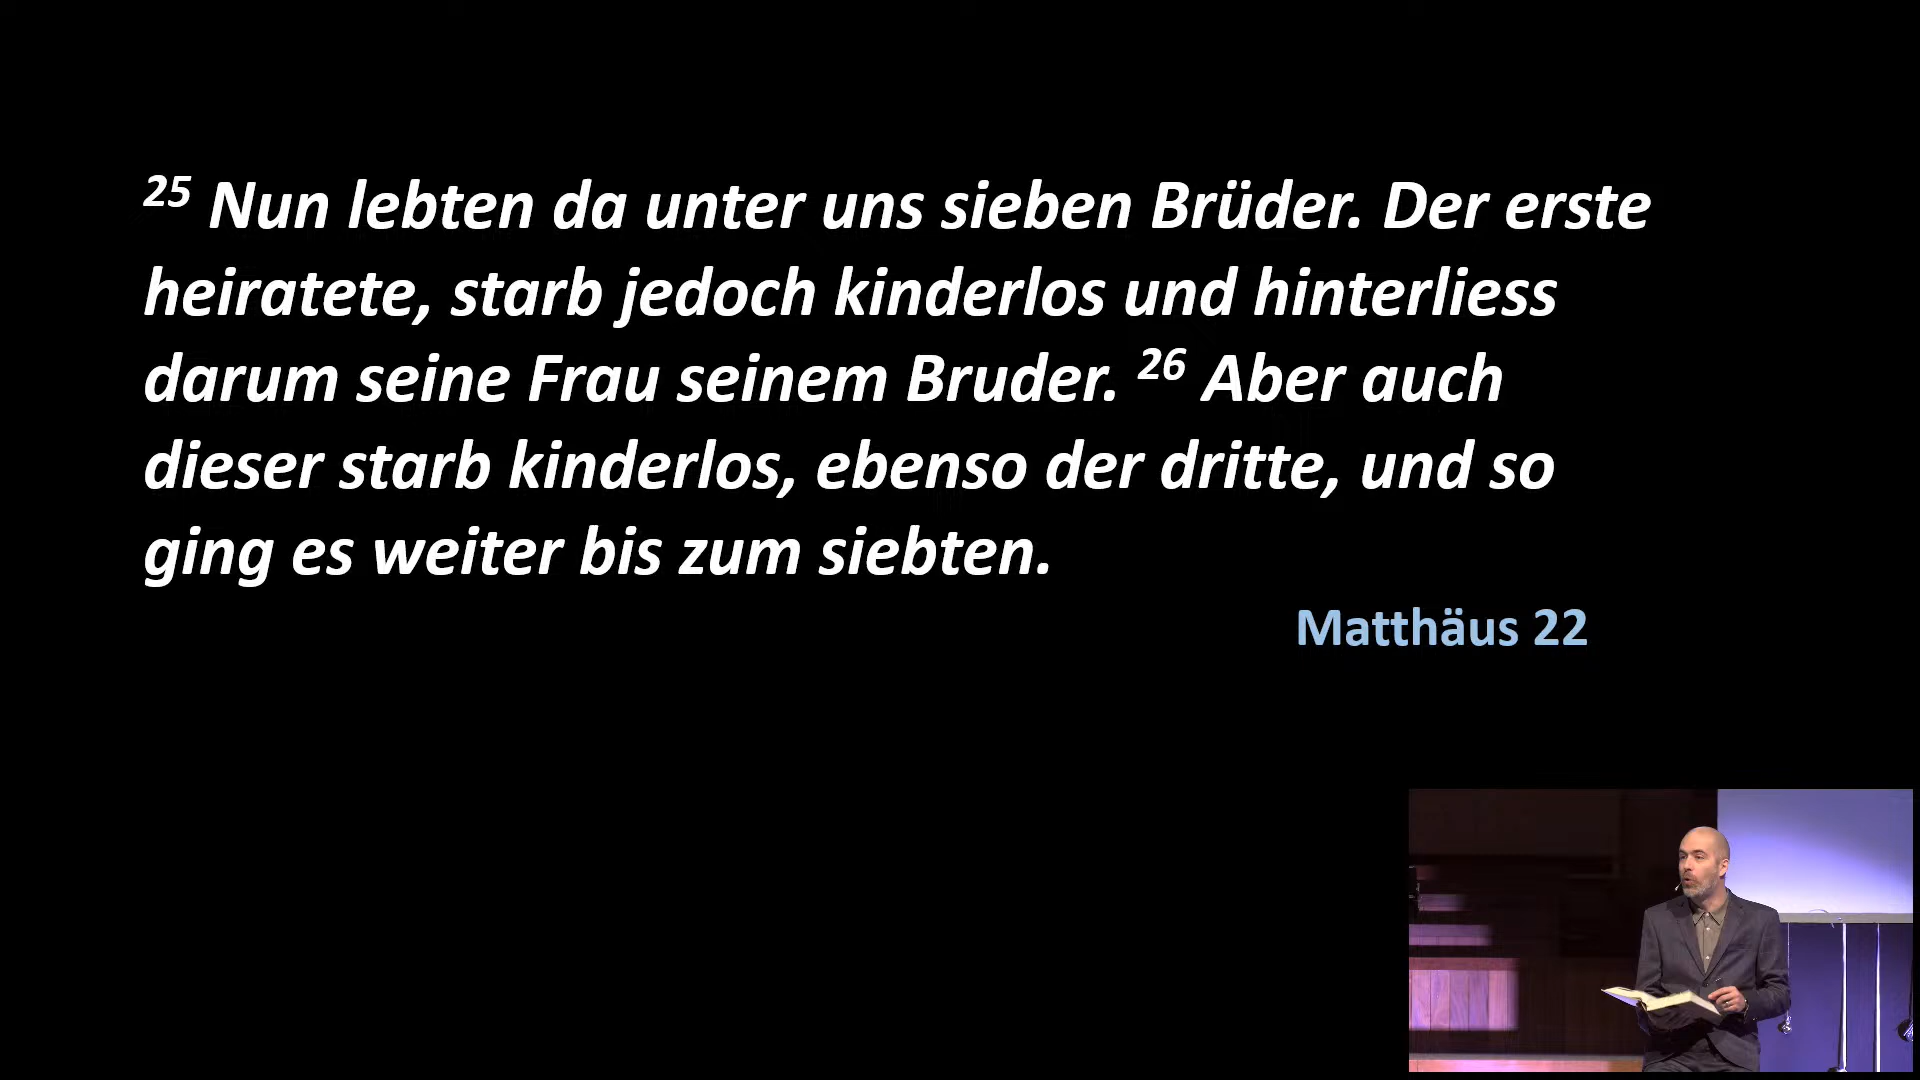 25 Nun lebten da unter uns sieben Brüder. Der erste
heiratete, starb jedoch kinderlos und hinterliess
darum seine Frau seinem Bruder. 26 Aber auch
dieser starb kinderlos, ebenso der dritte, und so
ging es weiter bis zum siebten.
Matthäus 22